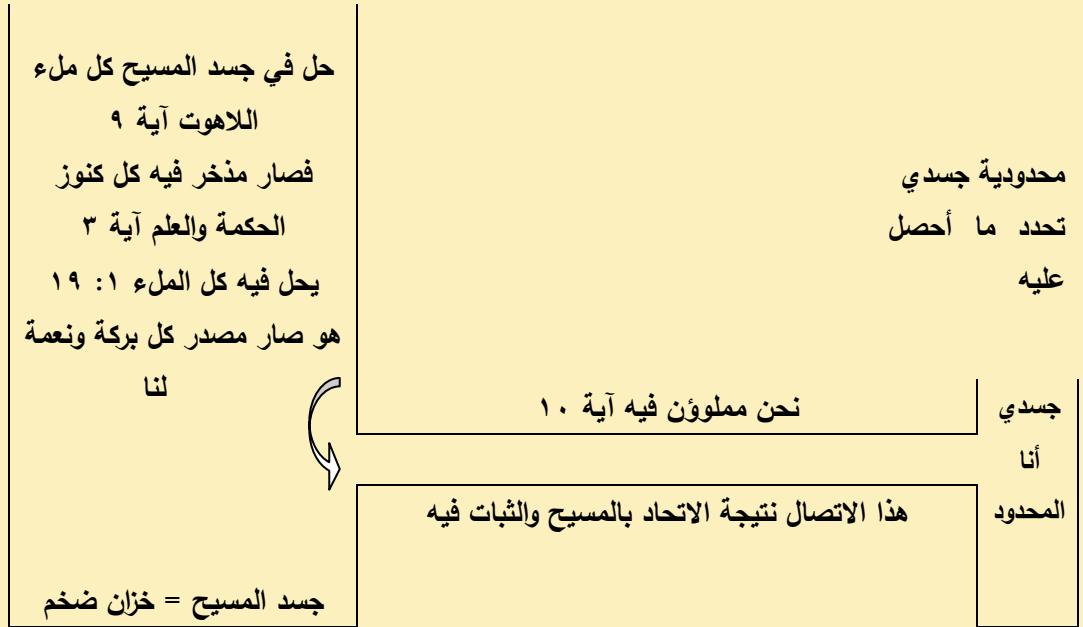 حل في جسد المسيح كل ملء
اللاهوت آية ٩
فصار مذخر فيه كل كنوز
الحكمة والعلم آية ٣
يحل فيه كل الملء ١: ١٩
هو صار مصدر كل بركة ونعمة
لنا
محدودية جسدي
تحدد ما أحصل
عليه
نحن مملوؤن فيه آية ١٠
جسدي
أنا
المحدود
هذا الاتصال نتيجة الاتحاد بالمسيح والثبات فيه
جسد المسيح = خزان ضخم